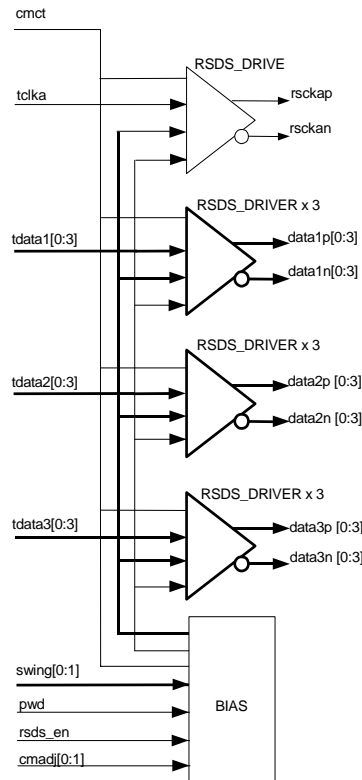 cmct
RSDS_DRIVE
tclka
rsckap
rsckan
RSDS_DRIVER x 3
tdata1[0:3]
data1p[0:3]
data1n[0:3]
RSDS_DRIVER x 3
tdata2[0:3]
data2p [0:3]
data2n [0:3]
RSDS_DRIVER x 3
tdata3[0:3]
data3p [0:3]
data3n [0:3]
swing[0:1]
pwd
BIAS
rsds_en
cmadj[0:1]